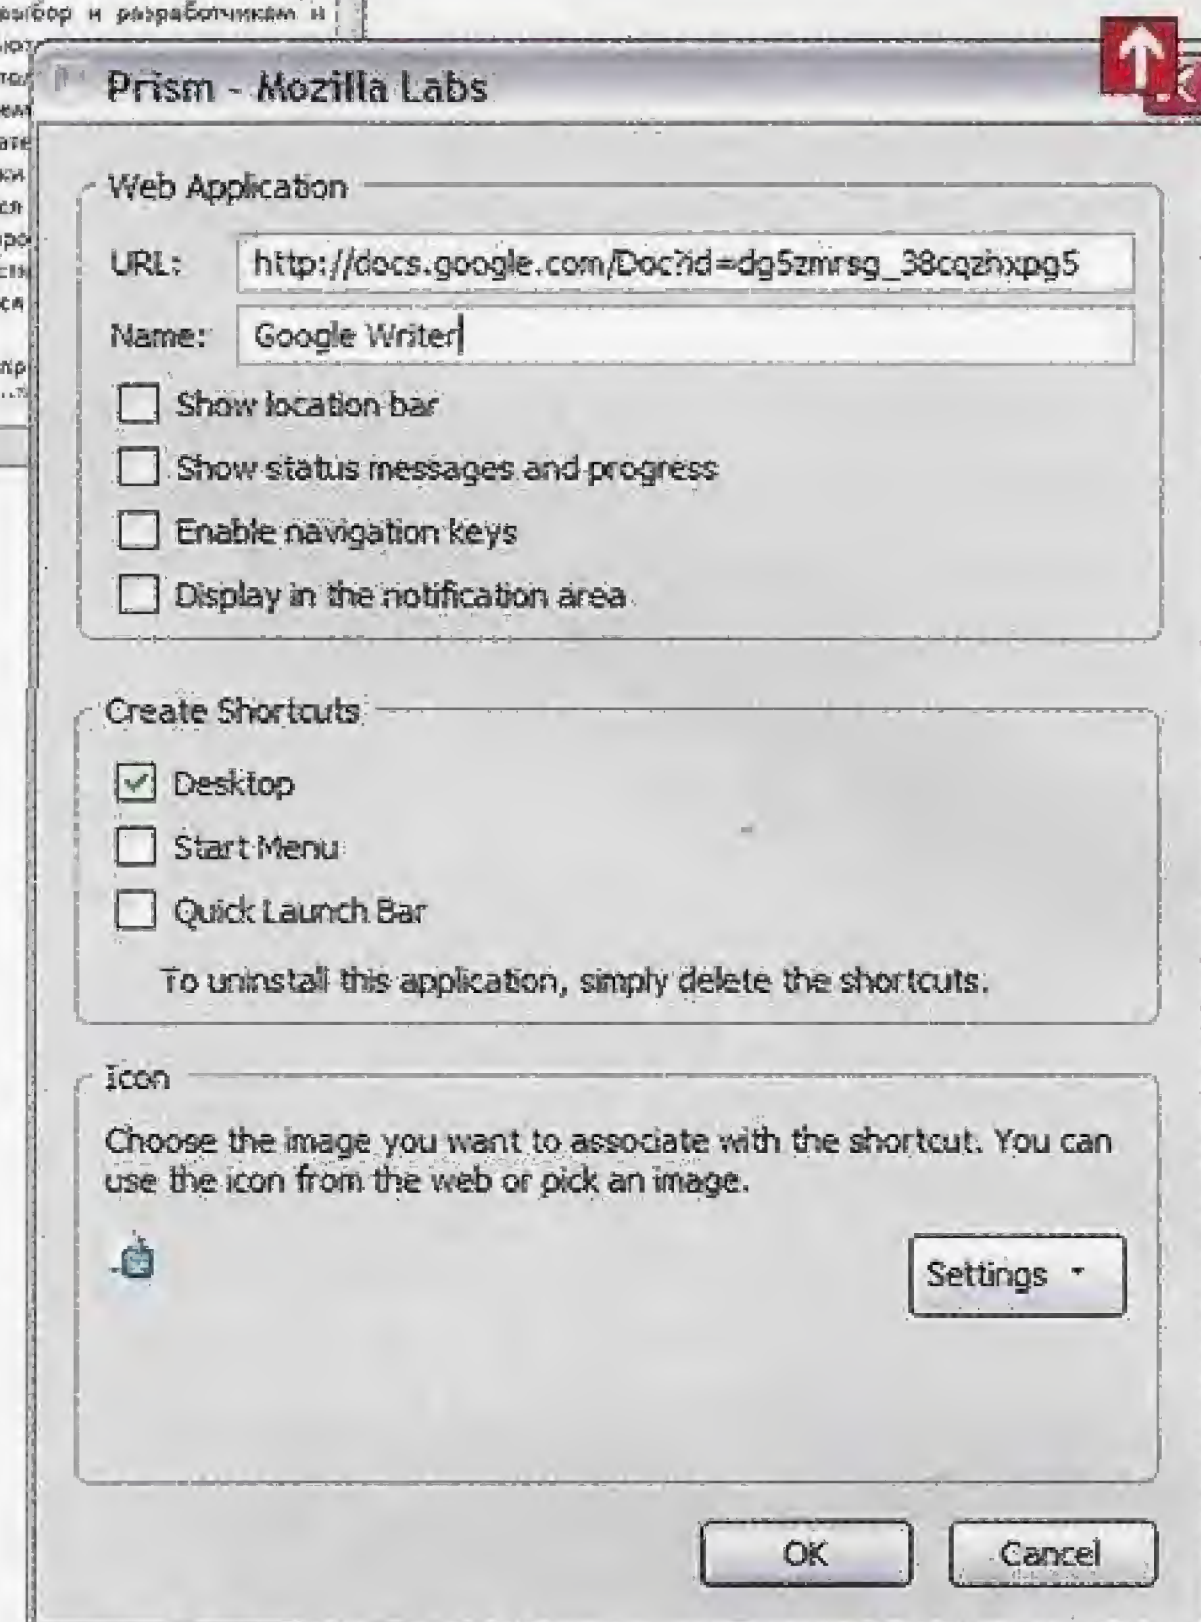 выбор и разработчикам и
Prism - Mozilla Labs
Web Application
URL: http://docs.google.com/Doc?id=dg5zmrsg_38cqzhxpg5
Name: Google Writer
Show location bar
Show status messages and progress
Enable navigation keys
Display in the notification area
Create Shortcuts
Desktop
Start Menu
Quick Launch Bar
To uninstall this application, simply delete the shortcuts.
Icon
Choose the image you want to associate with the shortcut. You can
use the icon from the web or pick an image.
Settings
OK
Cancel